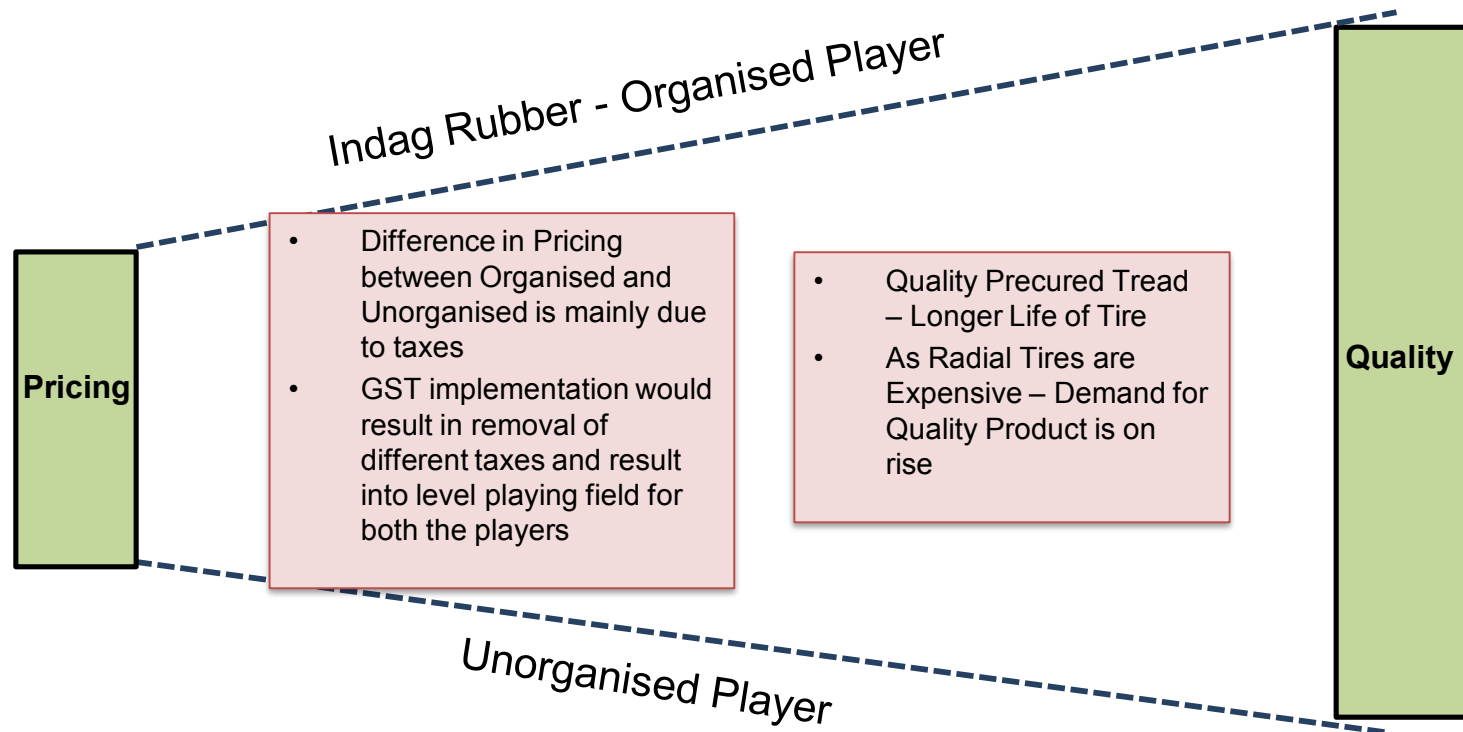 Indag Rubber - Organised Player
Pricing
• Difference in Pricing
between Organised and
Unorganised is mainly due
to taxes
• GST implementation would
result in removal of
different taxes and result
into level playing field for
both the players
• Quality Precured Tread
– Longer Life of Tire
• As Radial Tires are
Expensive – Demand for
Quality Product is on
rise
Quality
Unorganised Player